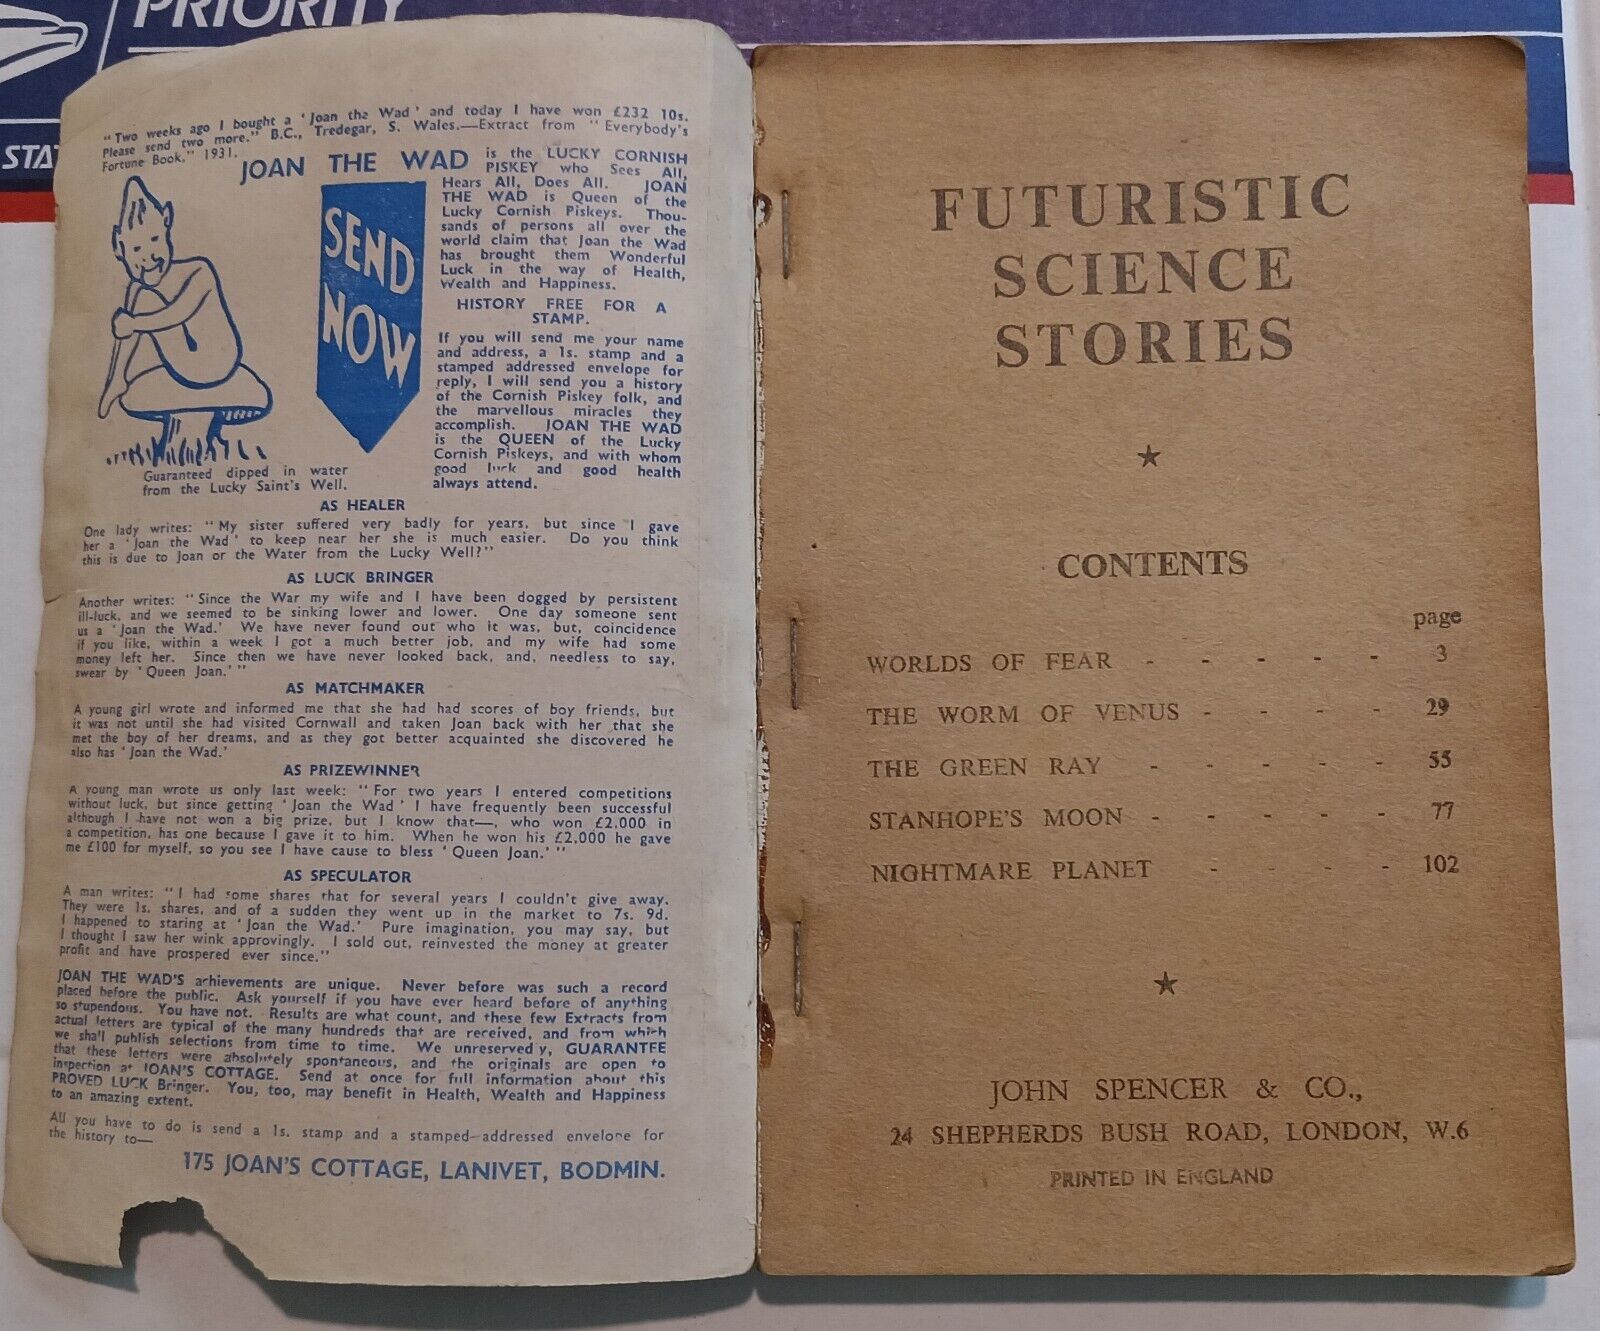 PRIORITY
STAT
"Two weeks ago I bought a 'Joan the Wad' and today I have won £232 10s.
Please send two more." B.C., Tredegar, S. Wales.—Extract from "Everybody's
Fortune Book," 1931.
JOAN THE WAD is the LUCKY CORNISH
PISKEY who Sees All,
Hears All, Does All. JOAN
THE WAD is Queen of the
Lucky Cornish Piskeys. Thou-
sands of persons all over the
world claim that Joan the Wad
has brought them Wonderful
Luck in the way of Health,
Wealth and Happiness.
SEND
NOW
HISTORY FREE FOR A
STAMP.
If you will send me your name
and address, a 1s. stamp and a
stamped addressed envelope for
reply, I will send you a history
of the Cornish Piskey folk, and
the marvellous miracles they
accomplish. JOAN THE WAD
is the QUEEN of the Lucky
Cornish Piskeys, and with whom
good luck and good health
always attend.
Guaranteed dipped in water
from the Lucky Saint's Well.
AS HEALER
One lady writes: "My sister suffered very badly for years, but since I gave
her a 'Joan the Wad' to keep near her she is much easier. Do you think
this is due to Joan or the Water from the Lucky Well?"
AS LUCK BRINGER
Another writes: "Since the War my wife and I have been dogged by persistent
ill-luck, and we seemed to be sinking lower and lower. One day someone sent
us a 'Joan the Wad.' We have never found out who it was, but, coincidence
if you like, within a week I got a much better job, and my wife had some
money left her. Since then we have never looked back, and, needless to say,
swear by 'Queen Joan.'"
AS MATCHMAKER
A young girl wrote and informed me that she had had scores of boy friends, but
it was not until she had visited Cornwall and taken Joan back with her that she
met the boy of her dreams, and as they got better acquainted she discovered he
also has 'Joan the Wad.'
AS PRIZEWINNER
A young man wrote us only last week: "For two years I entered competitions
without luck, but since getting 'Joan the Wad' I have frequently been successful
although I have not won a big prize, but I know that—, who won £2,000 in
a competition, has one because I gave it to him. When he won his £2,000 he gave
me £100 for myself, so you see I have cause to bless 'Queen Joan.'"
AS SPECULATOR
A man writes: "I had some shares that for several years I couldn't give away.
They were 1s. shares, and of a sudden they went up in the market to 7s. 9d.
I happened to staring at 'Joan the Wad.' Pure imagination, you may say, but
I thought I saw her wink approvingly. I sold out, reinvested the money at greater
profit and have prospered ever since."
JOAN THE WAD'S achievements are unique. Never before was such a record
placed before the public. Ask yourself if you have ever heard before of anything
so stupendous. You have not. Results are what count, and these few Extracts from
actual letters are typical of the many hundreds that are received, and from which
we shall publish selections from time to time. We unreservedly, GUARANTEE
that these letters were absolutely spontaneous, and the originals are open to
inspection at JOAN'S COTTAGE. Send at once for full information about this
PROVED LUCK Bringer. You, too, may benefit in Health, Wealth and Happiness
to an amazing extent.
All you have to do is send a 1s. stamp and a stamped-addressed envelope for
the history to—
175 JOAN'S COTTAGE, LANIVET, BODMIN.
FUTURISTIC
SCIENCE
STORIES
CONTENTS
page
WORLDS OF FEAR - - - - - 3
THE WORM OF VENUS - - - - 29
THE GREEN RAY - - - - - 55
STANHOPE'S MOON - - - - - 77
NIGHTMARE PLANET - - - - 102
JOHN SPENCER & CO.,
24 SHEPHERDS BUSH ROAD, LONDON, W.6
PRINTED IN ENGLAND